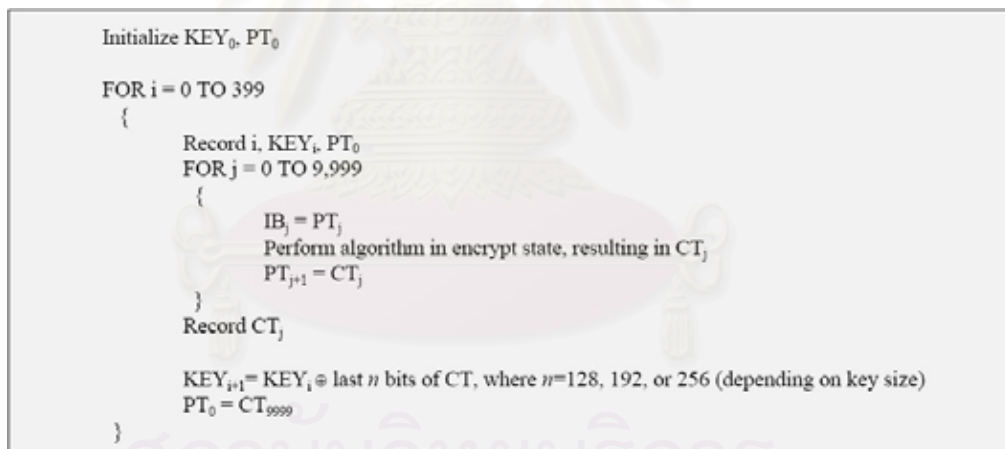 Initialize KEY₀, PT₀
FOR i = 0 TO 399
{
Record i, KEYᵢ, PT₀
FOR j = 0 TO 9,999
{
IBⱼ = PTⱼ
Perform algorithm in encrypt state, resulting in CTⱼ
PTⱼ₊₁ = CTⱼ
}
Record CTⱼ
KEYᵢ₊₁= KEYᵢ ⊕ last n bits of CT, where n=128, 192, or 256 (depending on key size)
PT₀ = CT₉₉₉₉
}